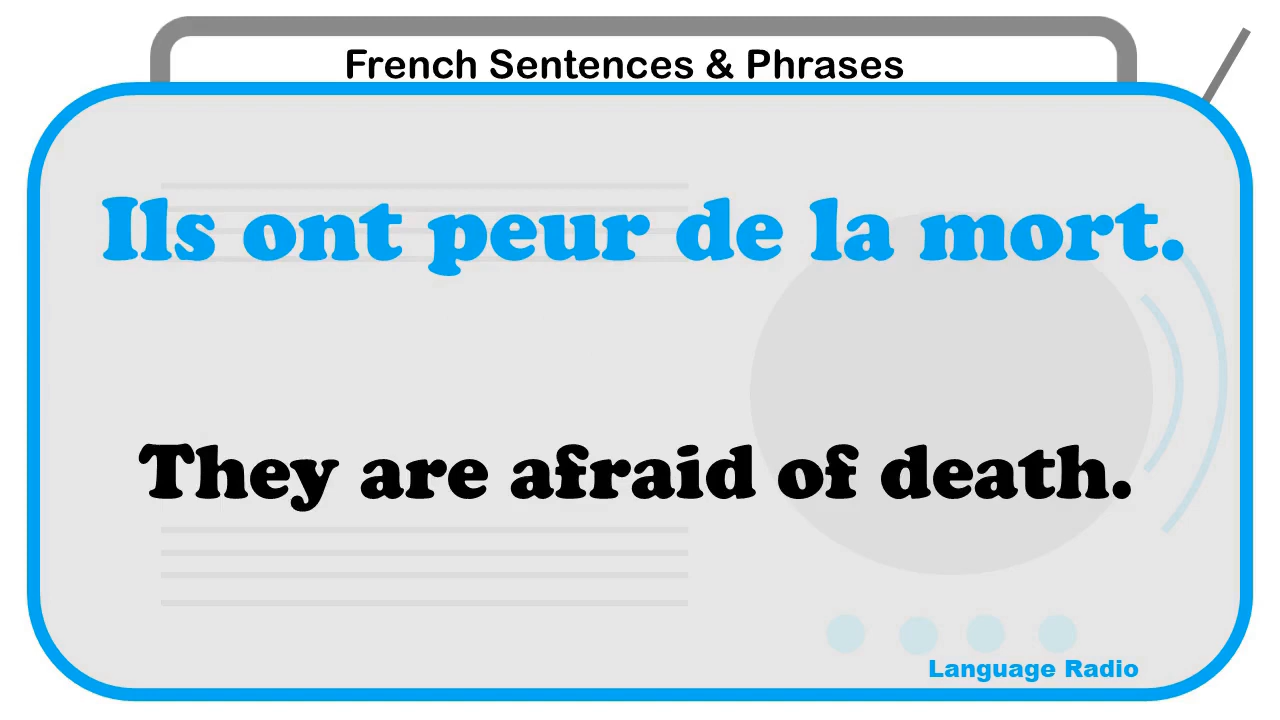 French Sentences & Phrases
Ils ont peur de la mort.
They are afraid of death.
Language Radio